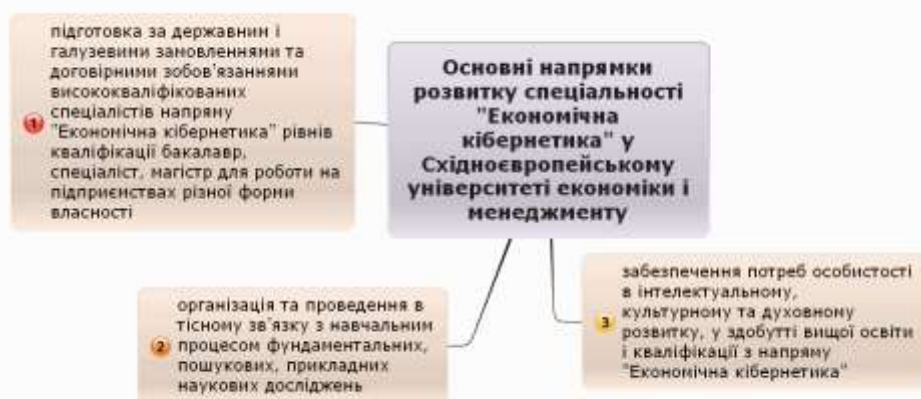 Основні напрямки
розвитку спеціальності
"Економічна
кібернетика" у
Східноєвропейському
університеті економіки і
менеджменту
підготовка за державним і
галузевими замовленнями та
договірними зобов'язаннями
висококваліфікованих
спеціалістів напряму
1 "Економічна кібернетика" рівнів
кваліфікації бакалавр,
спеціаліст, магістр для роботи на
підприємствах різної форми
власності
організація та проведення в
тісному зв'язку з навчальним
2 процесом фундаментальних,
пошукових, прикладних
наукових досліджень
забезпечення потреб особистості
в інтелектуальному,
3 культурному та духовному
розвитку, у здобутті вищої освіти
і кваліфікації з напряму
"Економічна кібернетика"